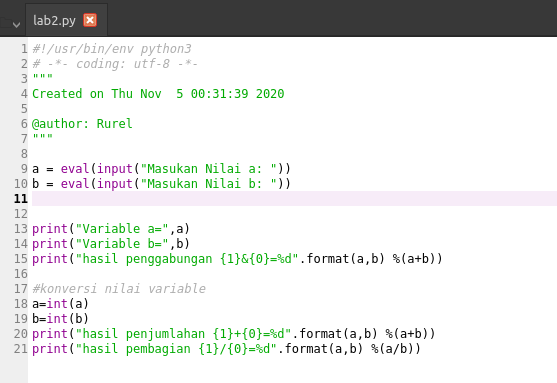 lab2.py
1 #!/usr/bin/env python3
2 # -*- coding: utf-8 -*-
3 """
4 Created on Thu Nov  5 00:31:39 2020
5
6 @author: Rurel
7 """
8
9 a = eval(input("Masukan Nilai a: "))
10 b = eval(input("Masukan Nilai b: "))
11
12
13 print("Variable a=",a)
14 print("Variable b=",b)
15 print("hasil penggabungan {1}&{0}=%d".format(a,b) %(a+b))
16
17 #konversi nilai variable
18 a=int(a)
19 b=int(b)
20 print("hasil penjumlahan {1}+{0}=%d".format(a,b) %(a+b))
21 print("hasil pembagian {1}/{0}=%d".format(a,b) %(a/b))